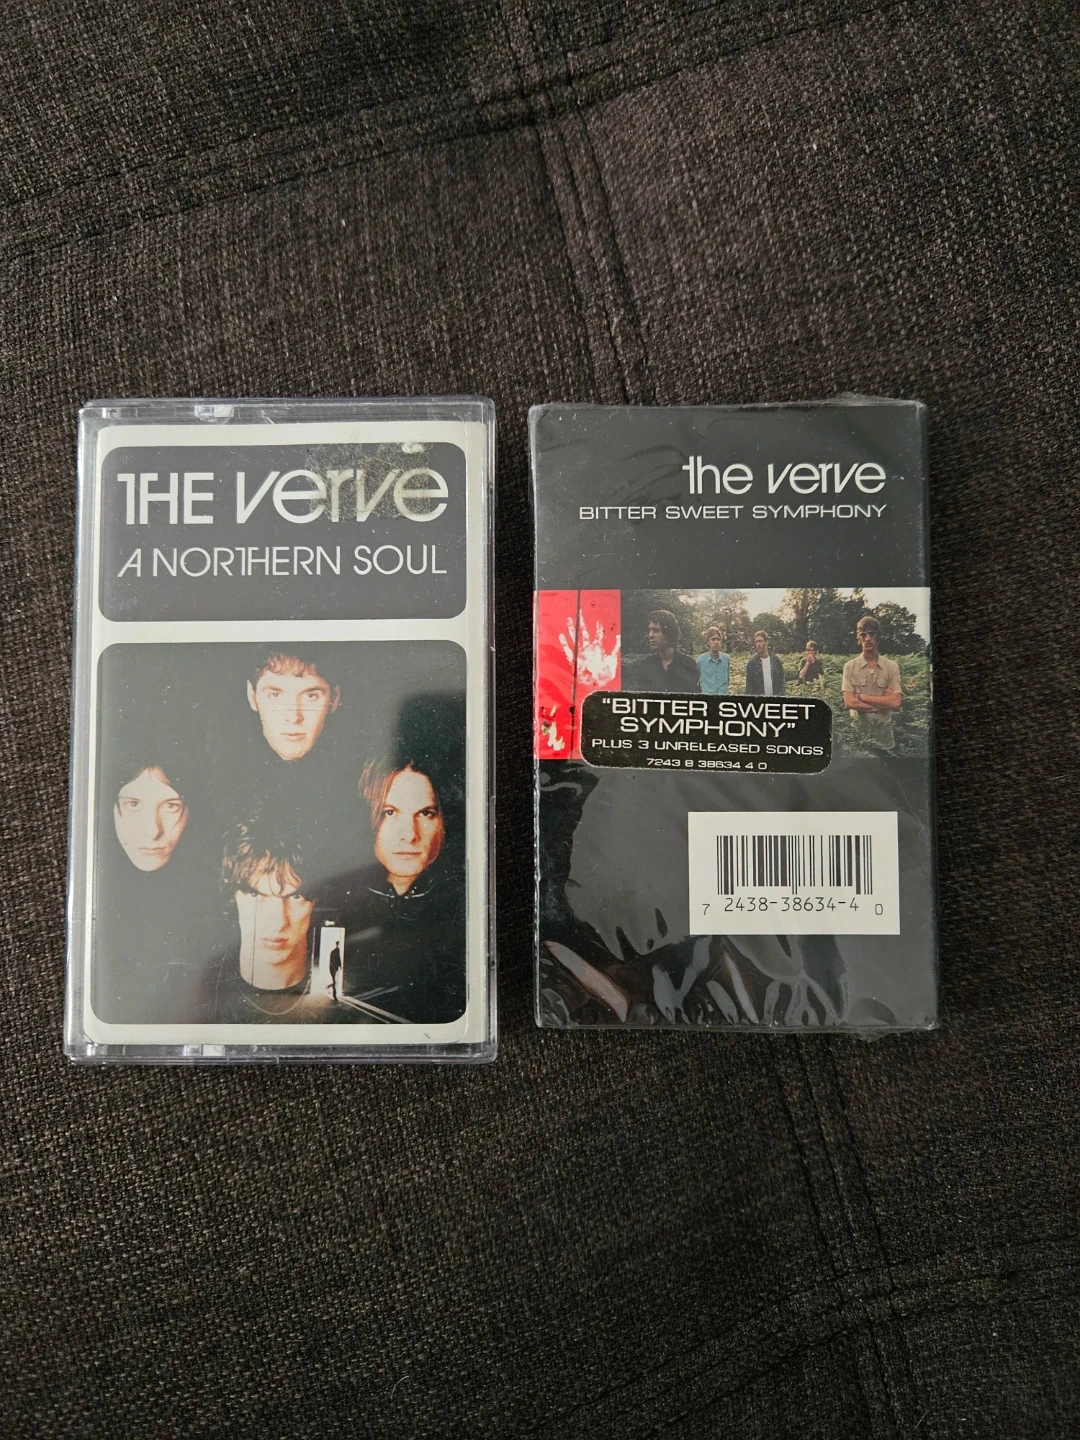 THE verve
A NORTHERN SOUL
the verve
BITTER SWEET SYMPHONY
"BITTER SWEET
SYMPHONY"
PLUS 3 UNRELEASED SONGS
7243 8 38634 4 0
7 2438-38634-4 0